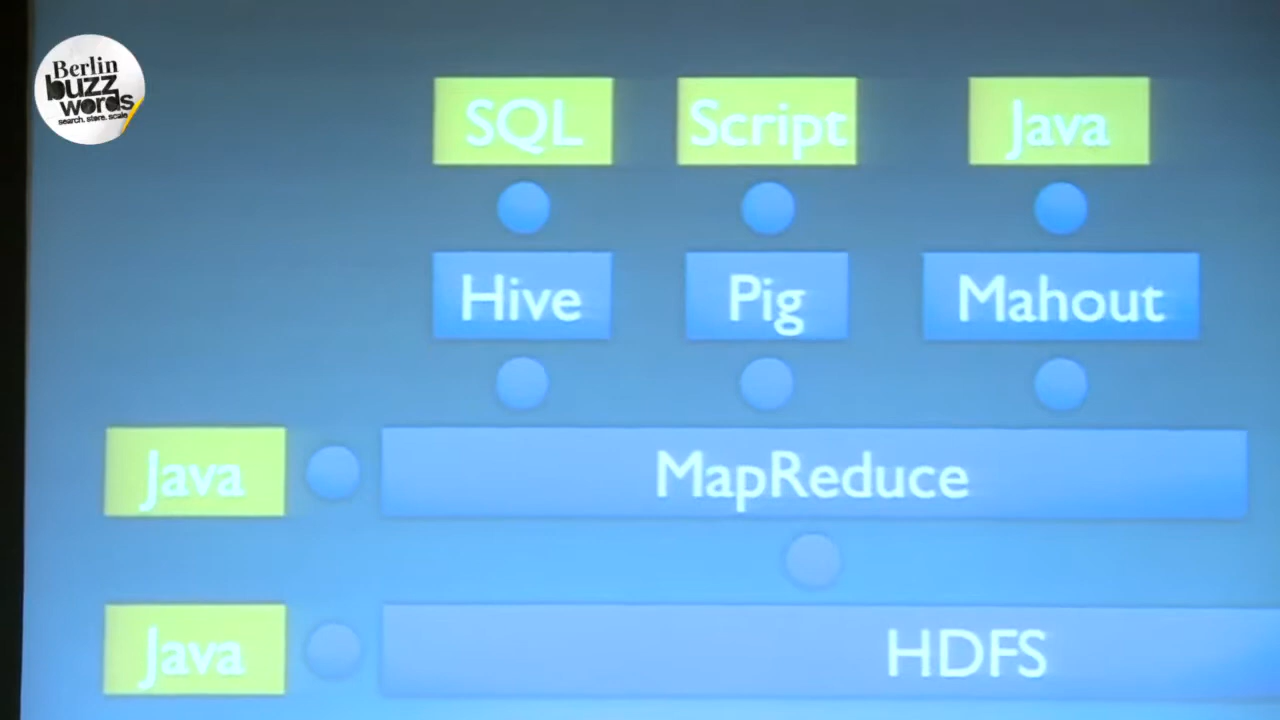 Berlin
buzz
words
search. store. scale
SQL Script Java
Hive Pig Mahout
Java MapReduce
Java HDFS